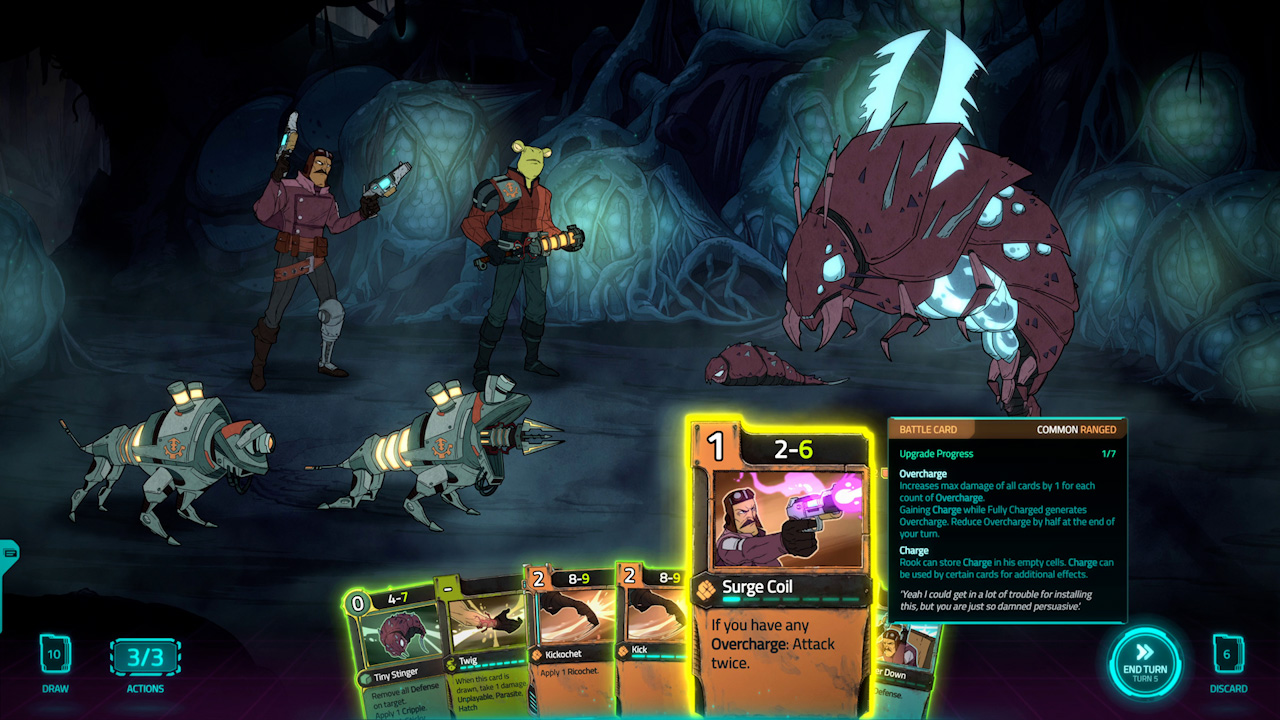 1
2-6
Surge Coil
If you have any
Overcharge: Attack
twice.
BATTLE CARD
COMMON RANGED
Upgrade Progress
1/7
Overcharge
Increases max damage of all cards by 1 for each
count of Overcharge.
Gaining Charge while Fully Charged generates
Overcharge. Reduce Overcharge by half at the end of
your turn.
Charge
Rook can store Charge in his empty cells. Charge can
be used by certain cards for additional effects.
'Yeah I could get in a lot of trouble for installing
this, but you are just so damned persuasive'.
0
4-7
Tiny Stinger
Remove all Defense
on target.
Apply 1 Cripple.
-
Twig
When this card is
drawn, take 1 damage
Unplayable, Parasite,
Hatch
2
8-9
Kickochet
Apply 1 Ricochet.
2
8-9
Kick
Down
Defense.
10
DRAW
3/3
ACTIONS
END TURN
TURN 5
6
DISCARD